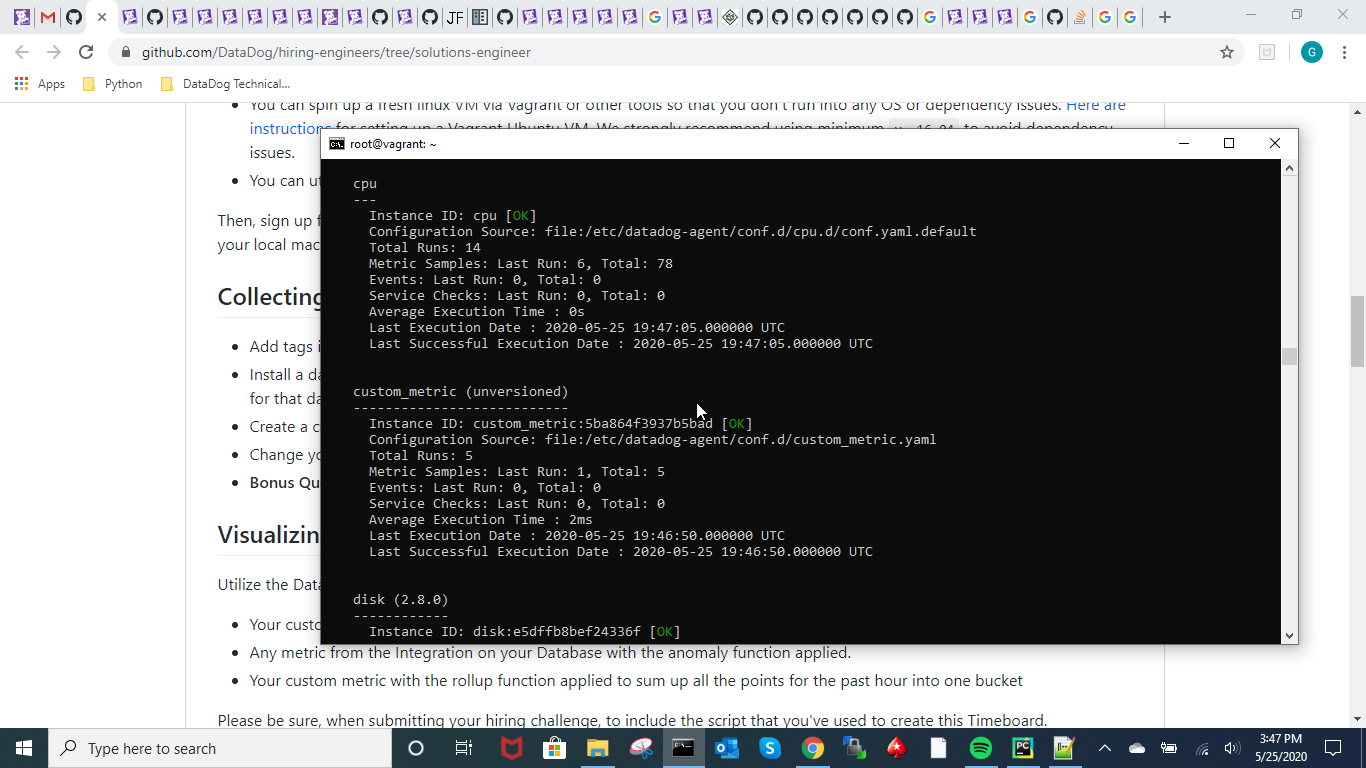 JF
github.com/DataDog/hiring-engineers/tree/solutions-engineer
G
Apps
Python
DataDog Technical...
You can spin up a fresh linux VM via Vagrant or other tools so that you don't run into any OS or dependency issues. Here are
instructions for setting up a Vagrant Ubuntu VM. We strongly recommend using minimum v. 16.04 to avoid dependency
issues.
You can ut
Then, sign up f
your local mac
Collecting
Add tags i
Install a da
for that da
Create a c
Change yo
Bonus Qu
Visualizin
Utilize the Data
Your custo
Any metric from the Integration on your Database with the anomaly function applied.
Your custom metric with the rollup function applied to sum up all the points for the past hour into one bucket
Please be sure, when submitting your hiring challenge, to include the script that you've used to create this Timeboard.
root@vagrant: ~
cpu
---
Instance ID: cpu [OK]
Configuration Source: file:/etc/datadog-agent/conf.d/cpu.d/conf.yaml.default
Total Runs: 14
Metric Samples: Last Run: 6, Total: 78
Events: Last Run: 0, Total: 0
Service Checks: Last Run: 0, Total: 0
Average Execution Time : 0s
Last Execution Date : 2020-05-25 19:47:05.000000 UTC
Last Successful Execution Date : 2020-05-25 19:47:05.000000 UTC
custom_metric (unversioned)
---------------------------
Instance ID: custom_metric:5ba864f3937b5bad [OK]
Configuration Source: file:/etc/datadog-agent/conf.d/custom_metric.yaml
Total Runs: 5
Metric Samples: Last Run: 1, Total: 5
Events: Last Run: 0, Total: 0
Service Checks: Last Run: 0, Total: 0
Average Execution Time : 2ms
Last Execution Date : 2020-05-25 19:46:50.000000 UTC
Last Successful Execution Date : 2020-05-25 19:46:50.000000 UTC
disk (2.8.0)
------------
Instance ID: disk:e5dffb8bef24336f [OK]
Type here to search
3:47 PM
5/25/2020